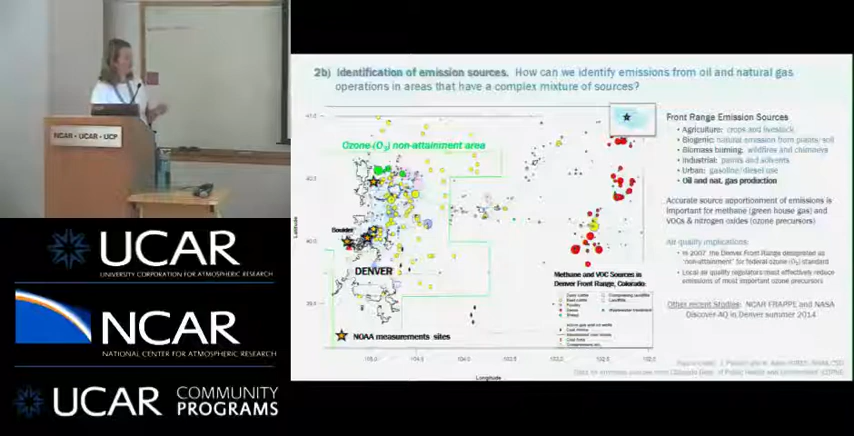 NCAR - UCAR - UCP
UCAR
UNIVERSITY CORPORATION FOR ATMOSPHERIC RESEARCH
NCAR
NATIONAL CENTER FOR ATMOSPHERIC RESEARCH
UCAR COMMUNITY PROGRAMS
2b) Identification of emission sources. How can we identify emissions from oil and natural gas
operations in areas that have a complex mixture of sources?
Ozone (O3) non-attainment area
Boulder
DENVER
NOAA measurements sites
Latitude
Longitude
Methane and VOC Sources in
Denver Front Range, Colorado:
Front Range Emission Sources
• Agriculture: crops and livestock
• Biogenic: natural emission from plants/soil
• Biomass burning: wildfires and chimneys
• Industrial: paints and solvents
• Urban: gasoline/diesel use
• Oil and nat. gas production
Accurate source apportionment of emissions is
important for methane (green house gas) and
VOCs & nitrogen oxides (ozone precursors)
Air quality implications
• In 2007, the Denver Front Range designated as
"non-attainment" for federal ozone (O3) standard
• Local air quality regulators most effectively reduce
emissions of most important ozone precursors
Other recent Studies: NCAR FRAPPE and NASA
Discover-AQ in Denver summer 2014